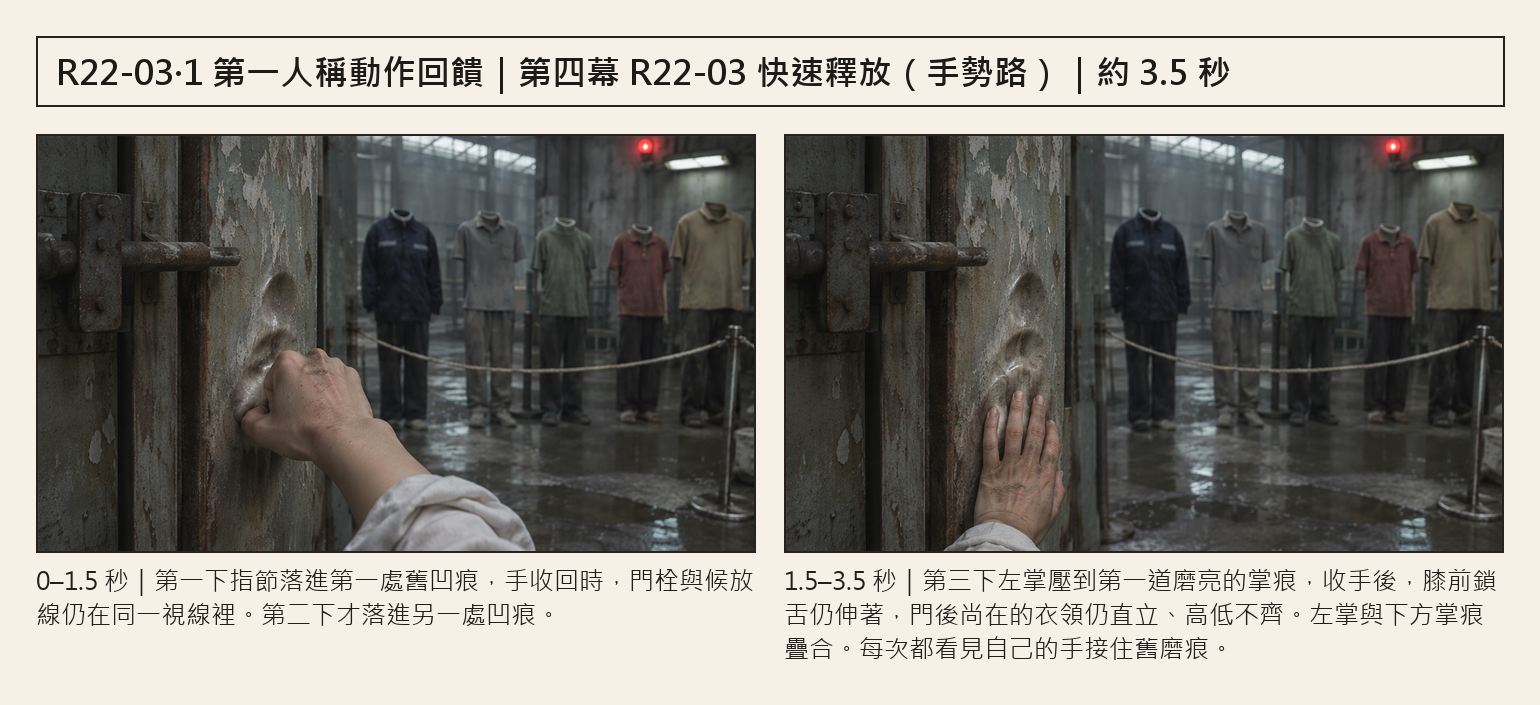 R22-03·1 第一人稱動作回饋｜第四幕 R22-03 快速釋放（手勢路）｜約 3.5 秒
0–1.5 秒｜第一下指節落進第一處舊凹痕，手收回時，門栓與候放
線仍在同一視線裡。第二下才落進另一處凹痕。
1.5–3.5 秒｜第三下左掌壓到第一道磨亮的掌痕，收手後，膝前鎖
舌仍伸著，門後尚在的衣領仍直立、高低不齊。左掌與下方掌痕
疊合。每次都看見自己的手接住舊磨痕。